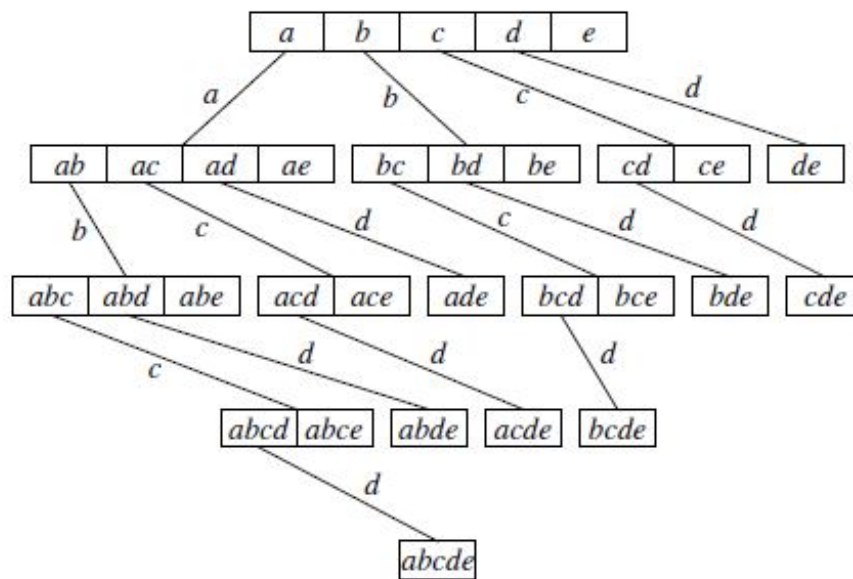 a b c d e
a b c d
ab ac ad ae bc bd be cd ce de
b c d c d d
abc abd abe acd ace ade bcd bce bde cde
c d d d
abcd abce abde acde bcde
d
abcde